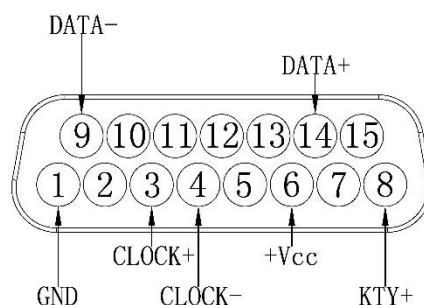 DATA-
DATA+
9 10 11 12 13 14 15
1 2 3 4 5 6 7 8
CLOCK+ +Vcc
GND CLOCK- KTY+